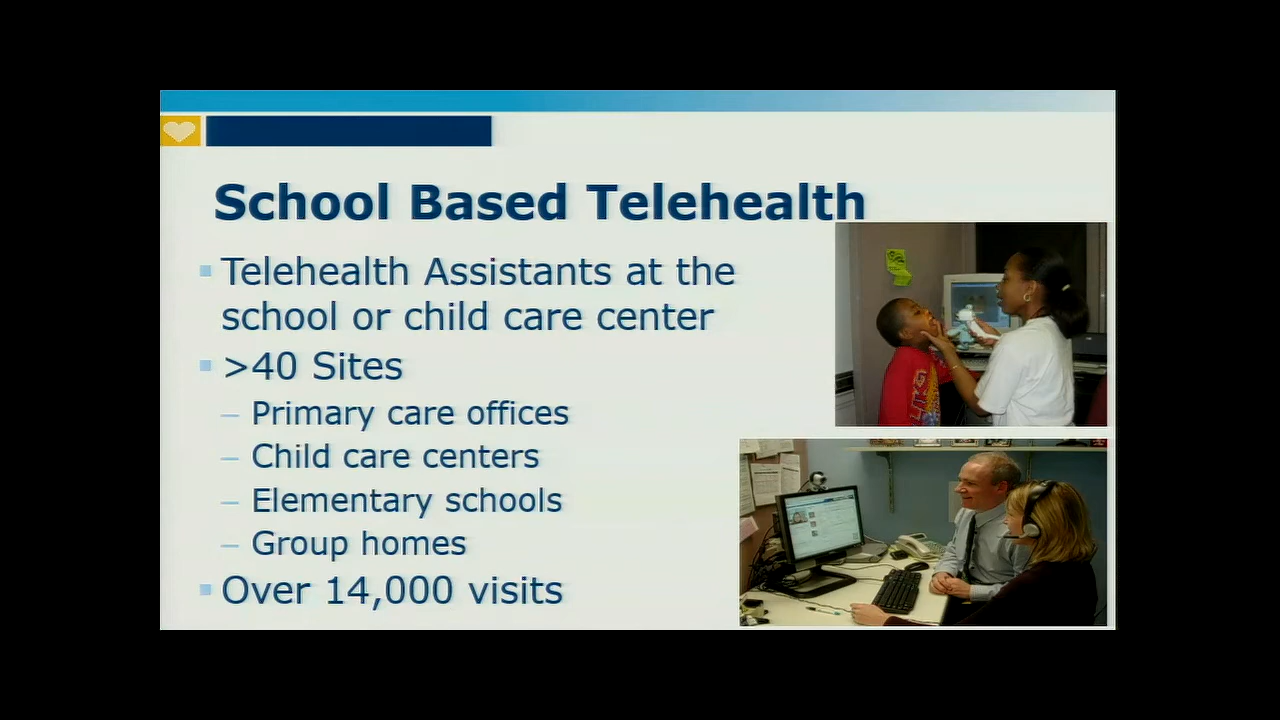 School Based Telehealth
Telehealth Assistants at the
school or child care center
>40 Sites
– Primary care offices
– Child care centers
– Elementary schools
– Group homes
Over 14,000 visits